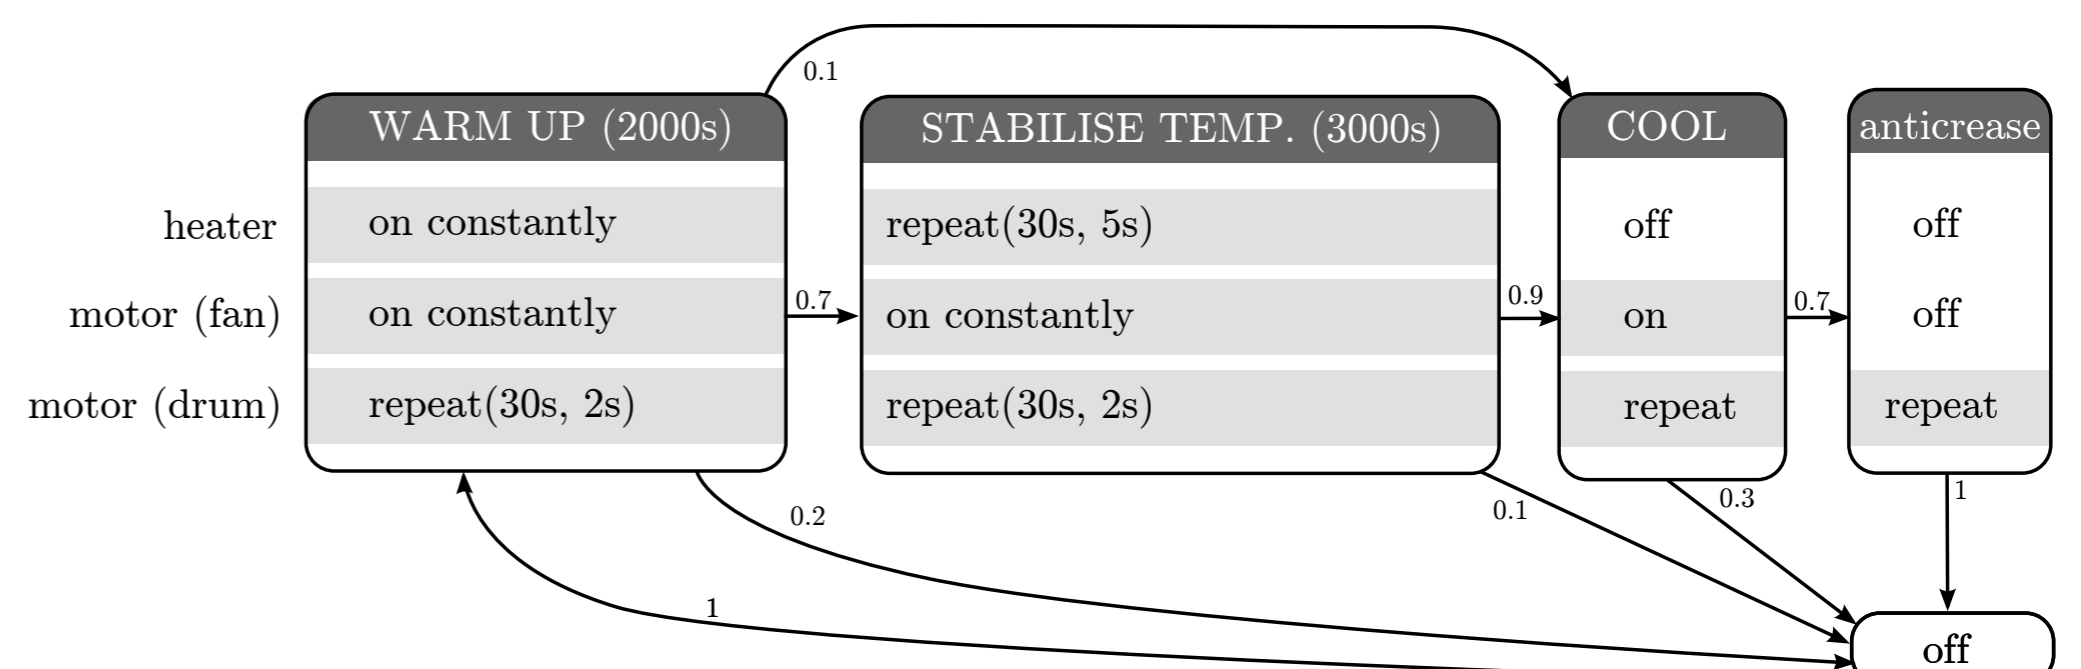 0.1
WARM UP (2000s) STABILISE TEMP. (3000s) COOL anticrease
heater on constantly repeat(30s, 5s) off off
0.7 0.9 0.7
motor (fan) on constantly on constantly on off
motor (drum) repeat(30s, 2s) repeat(30s, 2s) repeat repeat
0.2 0.1 0.3 1
1
off